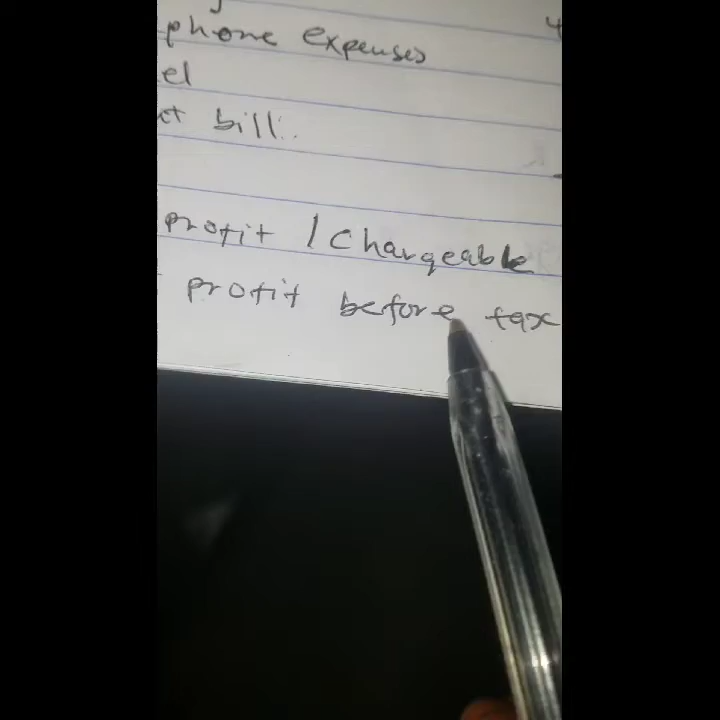 phone expenses
el
bill
profit / Chargeable
profit before tax